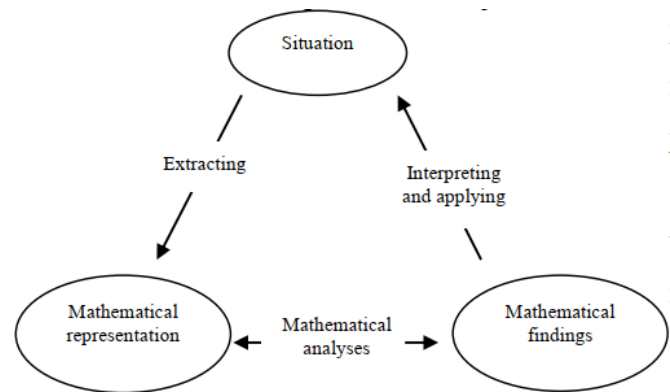 Situation
Extracting
Interpreting
and applying
Mathematical
representation
Mathematical
analyses
Mathematical
findings